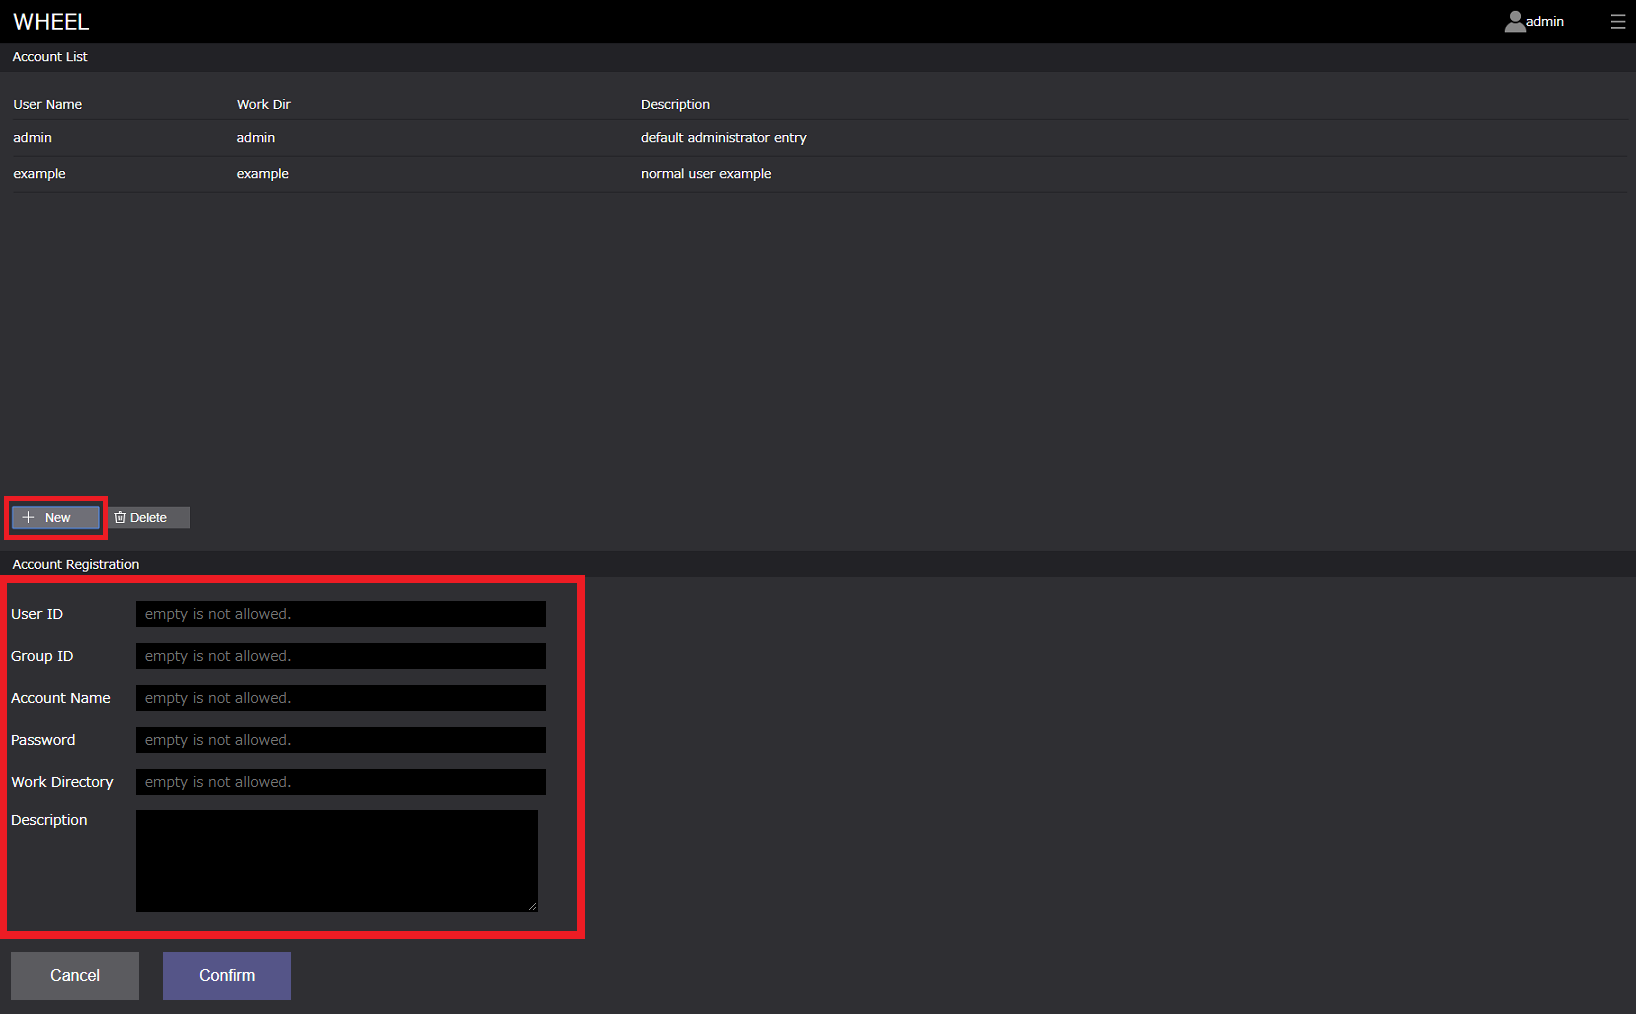 WHEEL admin
Account List
User Name Work Dir Description
admin admin default administrator entry
example example normal user example
New Delete
Account Registration
User ID empty is not allowed.
Group ID empty is not allowed.
Account Name empty is not allowed.
Password empty is not allowed.
Work Directory empty is not allowed.
Description
Cancel Confirm